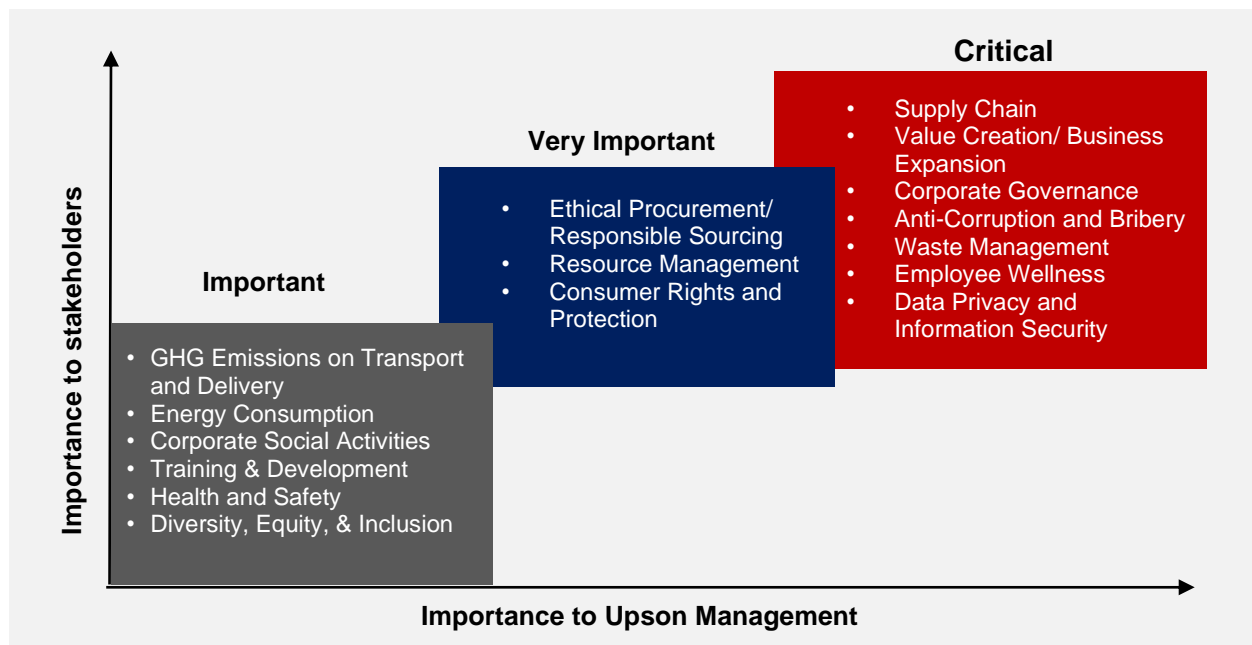 Critical
• Supply Chain
• Value Creation/ Business
Expansion
• Corporate Governance
• Anti-Corruption and Bribery
• Waste Management
• Employee Wellness
• Data Privacy and
Information Security
Very Important
• Ethical Procurement/
Responsible Sourcing
• Resource Management
• Consumer Rights and
Protection
Important
• GHG Emissions on Transport
and Delivery
• Energy Consumption
• Corporate Social Activities
• Training & Development
• Health and Safety
• Diversity, Equity, & Inclusion
Importance to stakeholders
Importance to Upson Management